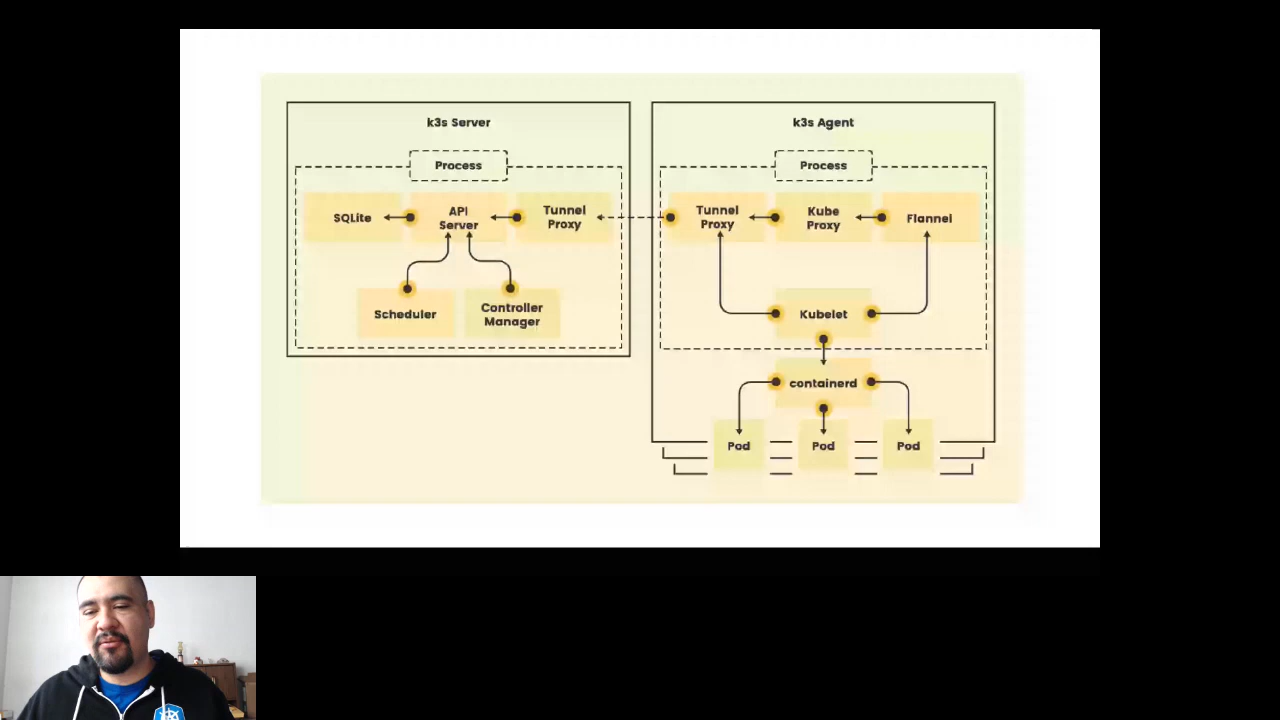 k3s Server
Process
SQLite
API
Server
Tunnel
Proxy
Scheduler
Controller
Manager
k3s Agent
Process
Tunnel
Proxy
Kube
Proxy
Flannel
Kubelet
containerd
Pod
Pod
Pod